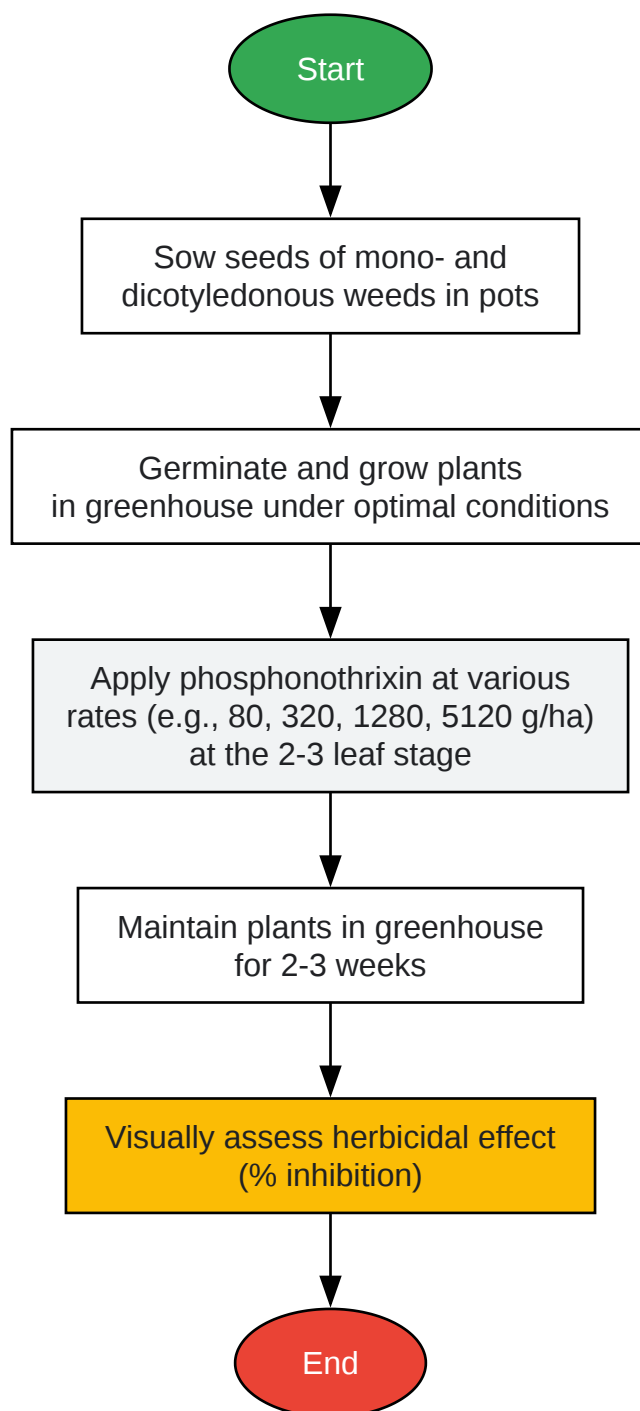 Start
Sow seeds of mono- and
dicotyledonous weeds in pots
Germinate and grow plants
in greenhouse under optimal conditions
Apply phosphonothrixin at various
rates (e.g., 80, 320, 1280, 5120 g/ha)
at the 2-3 leaf stage
Maintain plants in greenhouse
for 2-3 weeks
Visually assess herbicidal effect
(% inhibition)
End